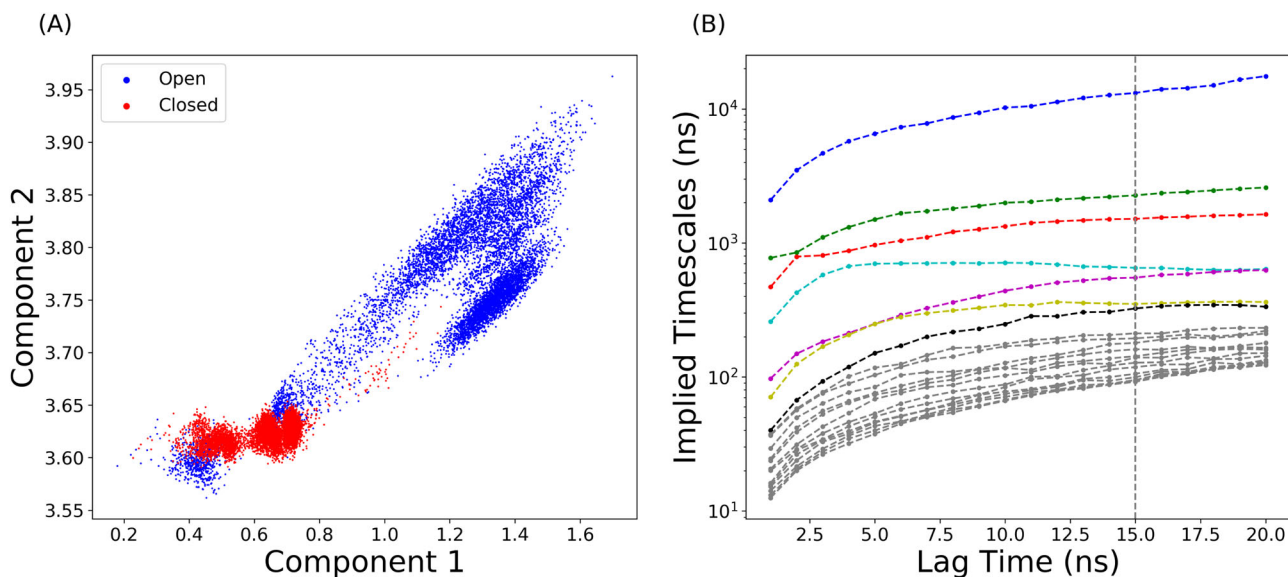 (A)
Open
Closed
3.95
3.90
3.85
3.80
3.75
3.70
3.65
3.60
3.55
Component 2
0.2 0.4 0.6 0.8 1.0 1.2 1.4 1.6
Component 1
(B)
10^4
10^3
10^2
10^1
Implied Timescales (ns)
2.5 5.0 7.5 10.0 12.5 15.0 17.5 20.0
Lag Time (ns)